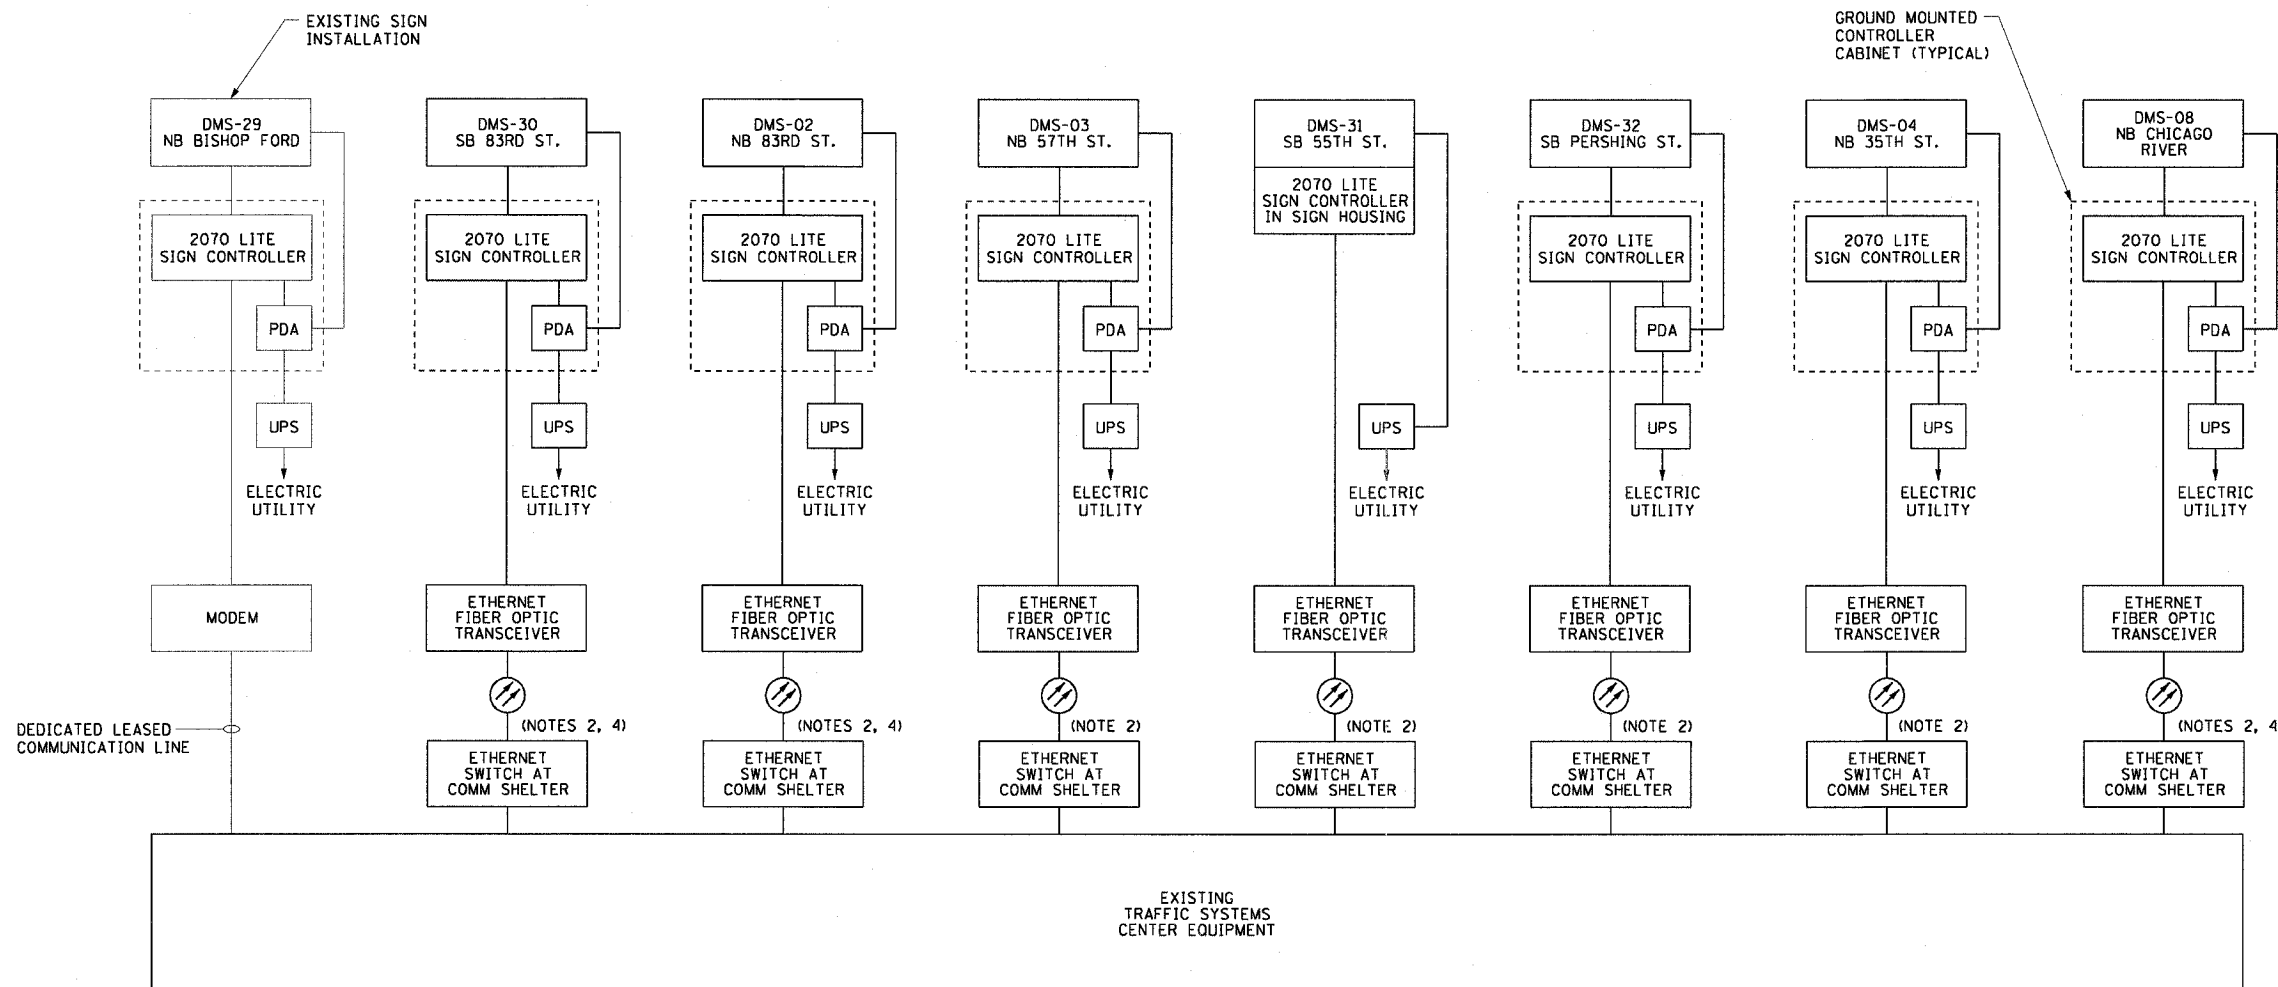 EXISTING SIGN
INSTALLATION
GROUND MOUNTED
CONTROLLER
CABINET (TYPICAL)
DMS-29
NB BISHOP FORD
DMS-30
SB 83RD ST.
DMS-02
NB 83RD ST.
DMS-03
NB 57TH ST.
DMS-31
SB 55TH ST.
DMS-32
SB PERSHING ST.
DMS-04
NB 35TH ST.
DMS-08
NB CHICAGO
RIVER
2070 LITE
SIGN CONTROLLER
2070 LITE
SIGN CONTROLLER
2070 LITE
SIGN CONTROLLER
2070 LITE
SIGN CONTROLLER
2070 LITE
SIGN CONTROLLER
IN SIGN HOUSING
2070 LITE
SIGN CONTROLLER
2070 LITE
SIGN CONTROLLER
2070 LITE
SIGN CONTROLLER
PDA
PDA
PDA
PDA
PDA
PDA
PDA
UPS
UPS
UPS
UPS
UPS
UPS
UPS
UPS
ELECTRIC
UTILITY
ELECTRIC
UTILITY
ELECTRIC
UTILITY
ELECTRIC
UTILITY
ELECTRIC
UTILITY
ELECTRIC
UTILITY
ELECTRIC
UTILITY
ELECTRIC
UTILITY
MODEM
ETHERNET
FIBER OPTIC
TRANSCEIVER
ETHERNET
FIBER OPTIC
TRANSCEIVER
ETHERNET
FIBER OPTIC
TRANSCEIVER
ETHERNET
FIBER OPTIC
TRANSCEIVER
ETHERNET
FIBER OPTIC
TRANSCEIVER
ETHERNET
FIBER OPTIC
TRANSCEIVER
ETHERNET
FIBER OPTIC
TRANSCEIVER
DEDICATED LEASED
COMMUNICATION LINE
(NOTES 2, 4)
(NOTES 2, 4)
(NOTE 2)
(NOTE 2)
(NOTE 2)
(NOTE 2)
(NOTES 2, 4
ETHERNET
SWITCH AT
COMM SHELTER
ETHERNET
SWITCH AT
COMM SHELTER
ETHERNET
SWITCH AT
COMM SHELTER
ETHERNET
SWITCH AT
COMM SHELTER
ETHERNET
SWITCH AT
COMM SHELTER
ETHERNET
SWITCH AT
COMM SHELTER
ETHERNET
SWITCH AT
COMM SHELTER
EXISTING
TRAFFIC SYSTEMS
CENTER EQUIPMENT